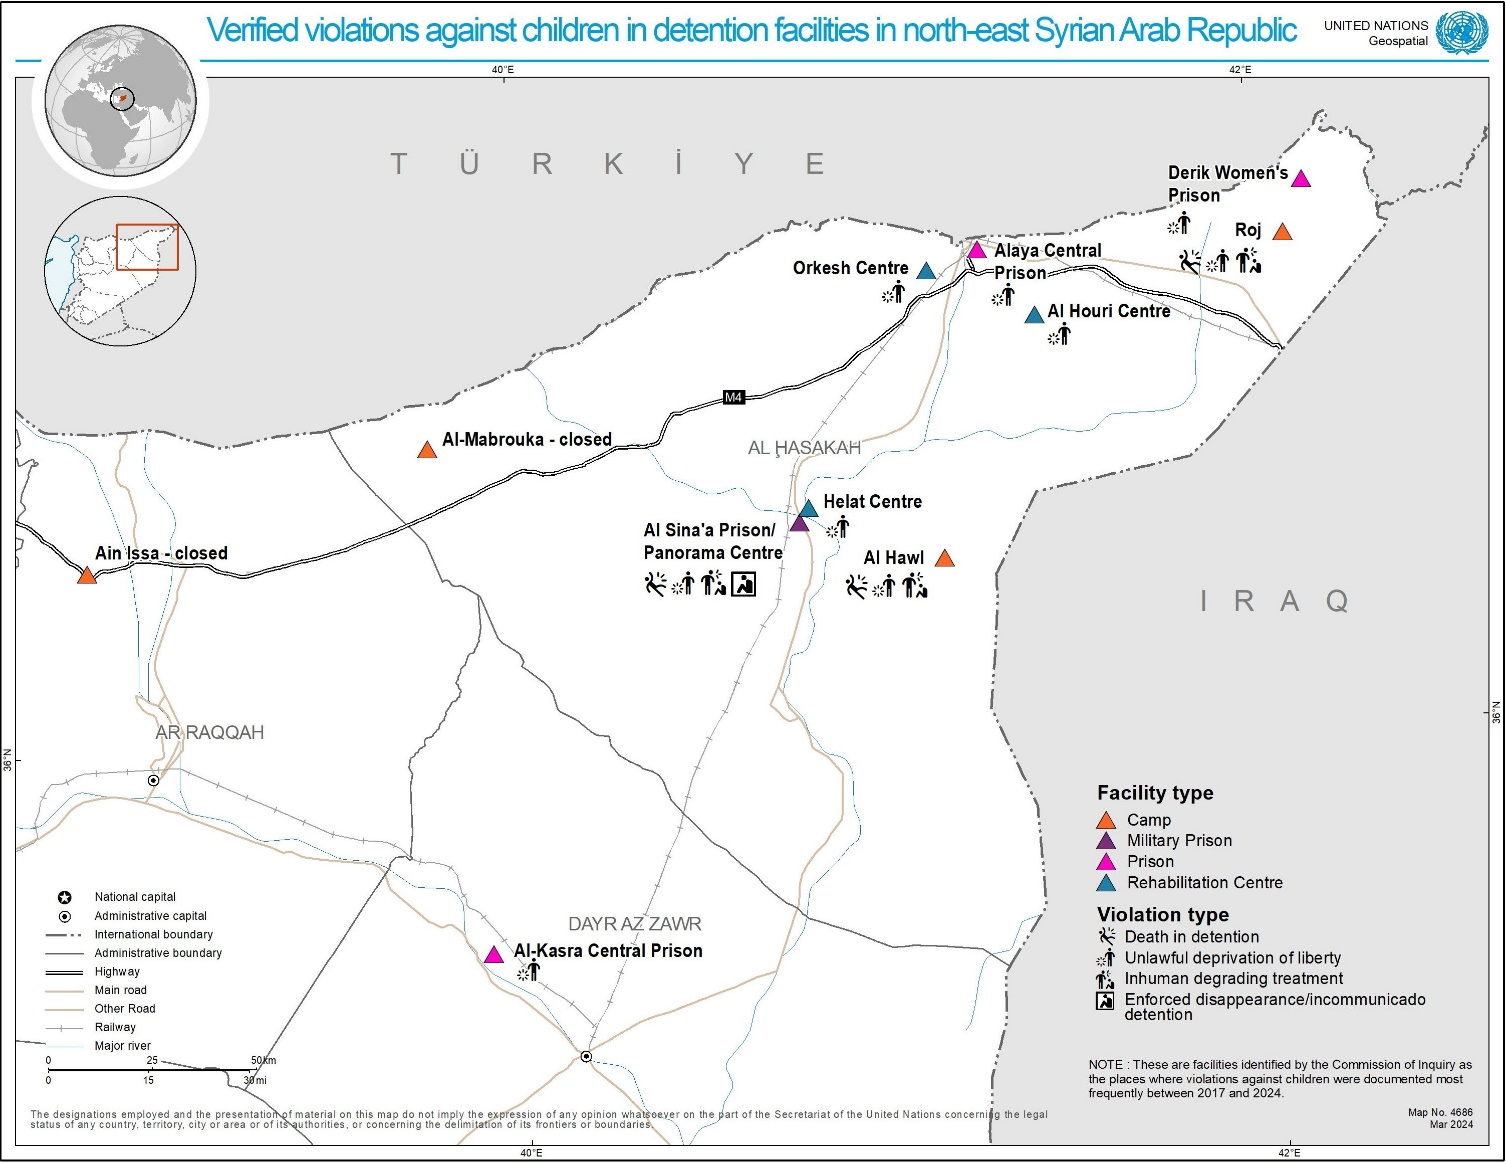 Verified violations against children in detention facilities in north-east Syrian Arab Republic
UNITED NATIONS
Geospatial
40°E
42°E
TÜRKİYE
Derik Women's
Prison
Roj
Alaya Central
Prison
Orkesh Centre
Al Houri Centre
M4
Al-Mabrouka - closed
AL ḨASAKAH
Helat Centre
Al Sina'a Prison/
Panorama Centre
Al Hawl
Ain Issa - closed
IRAQ
36°N
AR RAQQAH
36°N
DAYR AZ ZAWR
Al-Kasra Central Prison
Facility type
Camp
Military Prison
Prison
Rehabilitation Centre
Violation type
Death in detention
Unlawful deprivation of liberty
Inhuman degrading treatment
Enforced disappearance/incommunicado
detention
National capital
Administrative capital
International boundary
Administrative boundary
Highway
Main road
Other Road
Railway
Major river
0 25 50km
0 15 30mi
NOTE : These are facilities identified by the Commission of Inquiry as
the places where violations against children were documented most
frequently between 2017 and 2024.
The designations employed and the presentation of material on this map do not imply the expression of any opinion whatsoever on the part of the Secretariat of the United Nations concerning the legal
status of any country, territory, city or area or of its authorities, or concerning the delimitation of its frontiers or boundaries.
Map No. 4686
Mar 2024
40°E
42°E